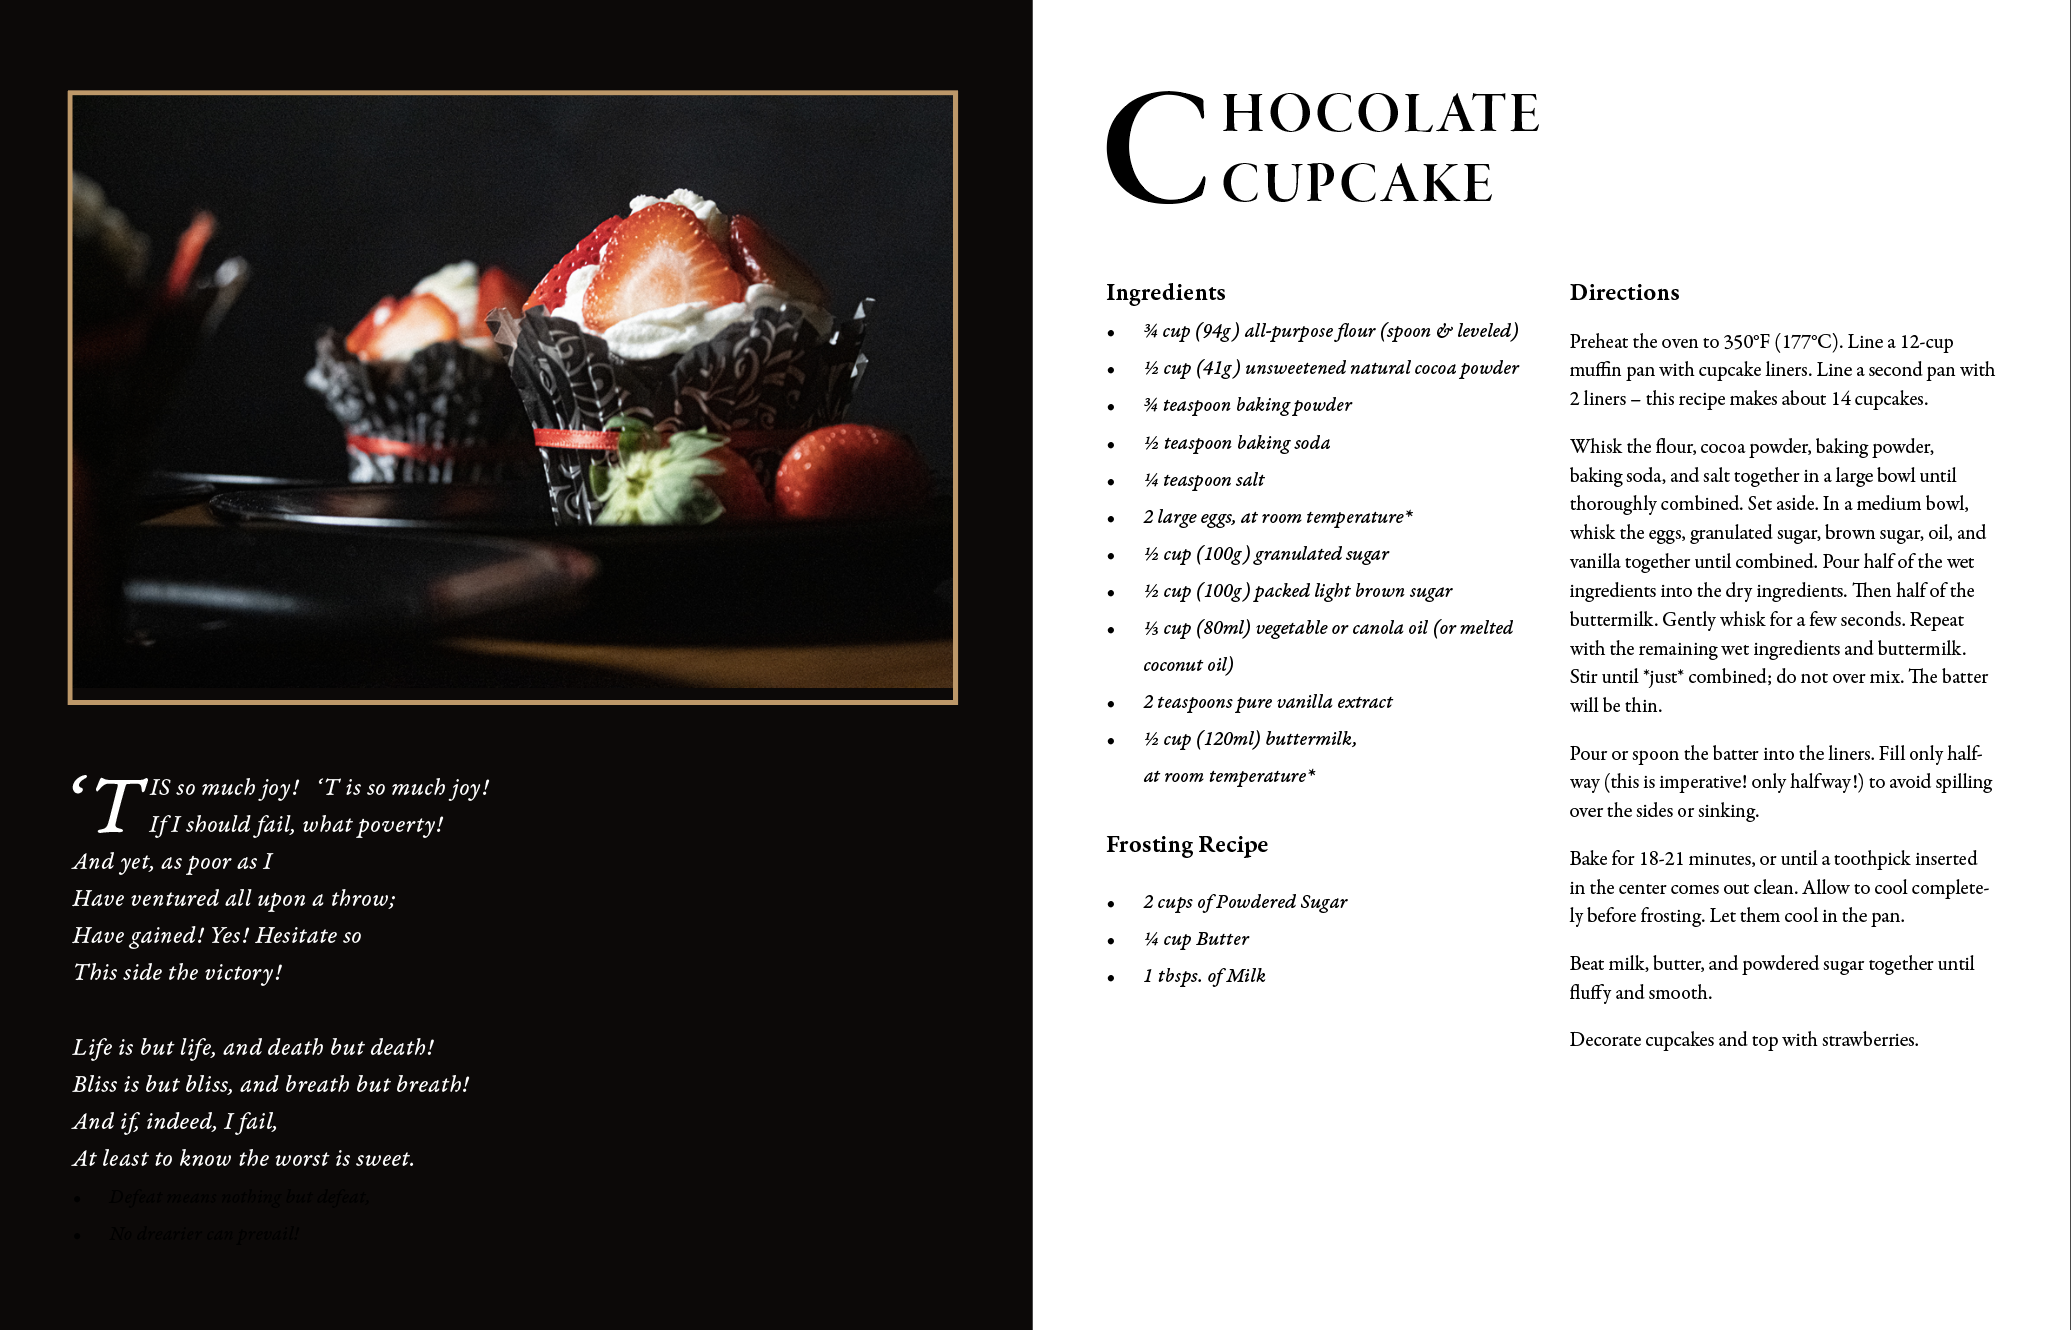 ‘TIS so much joy! ‘T is so much joy!
If I should fail, what poverty!
And yet, as poor as I
Have ventured all upon a throw;
Have gained! Yes! Hesitate so
This side the victory!
Life is but life, and death but death!
Bliss is but bliss, and breath but breath!
And if, indeed, I fail,
At least to know the worst is sweet.
• Defeat means nothing but defeat,
• No drearier can prevail!
CHOCOLATE
CUPCAKE
Ingredients
• ¾ cup (94g) all-purpose flour (spoon & leveled)
• ½ cup (41g) unsweetened natural cocoa powder
• ¾ teaspoon baking powder
• ½ teaspoon baking soda
• ¼ teaspoon salt
• 2 large eggs, at room temperature*
• ½ cup (100g) granulated sugar
• ½ cup (100g) packed light brown sugar
• ⅓ cup (80ml) vegetable or canola oil (or melted
coconut oil)
• 2 teaspoons pure vanilla extract
• ½ cup (120ml) buttermilk,
at room temperature*
Frosting Recipe
• 2 cups of Powdered Sugar
• ¼ cup Butter
• 1 tbsps. of Milk
Directions
Preheat the oven to 350°F (177°C). Line a 12-cup
muffin pan with cupcake liners. Line a second pan with
2 liners – this recipe makes about 14 cupcakes.
Whisk the flour, cocoa powder, baking powder,
baking soda, and salt together in a large bowl until
thoroughly combined. Set aside. In a medium bowl,
whisk the eggs, granulated sugar, brown sugar, oil, and
vanilla together until combined. Pour half of the wet
ingredients into the dry ingredients. Then half of the
buttermilk. Gently whisk for a few seconds. Repeat
with the remaining wet ingredients and buttermilk.
Stir until *just* combined; do not over mix. The batter
will be thin.
Pour or spoon the batter into the liners. Fill only half-
way (this is imperative! only halfway!) to avoid spilling
over the sides or sinking.
Bake for 18-21 minutes, or until a toothpick inserted
in the center comes out clean. Allow to cool complete-
ly before frosting. Let them cool in the pan.
Beat milk, butter, and powdered sugar together until
fluffy and smooth.
Decorate cupcakes and top with strawberries.